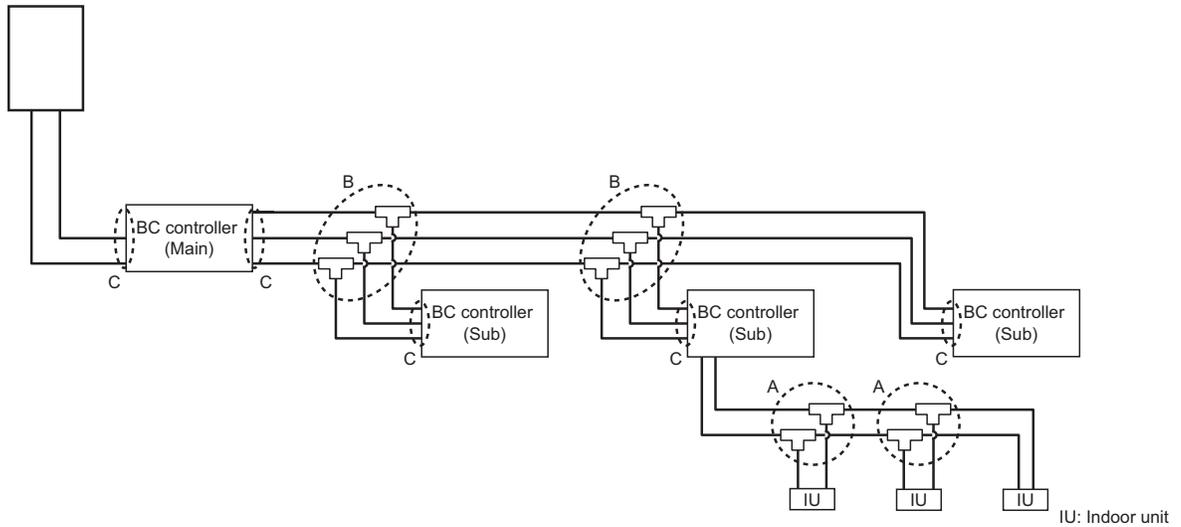 B
B
BC controller
(Main)
C
C
BC controller
(Sub)
C
BC controller
(Sub)
C
BC controller
(Sub)
C
A
A
IU
IU
IU
IU: Indoor unit